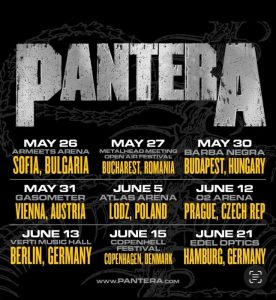 PANTERA
MAY 26
ARMEETS ARENA
SOFIA, BULGARIA
MAY 27
METALHEAD MEETING
OPEN AIR FESTIVAL
BUCHAREST, ROMANIA
MAY 30
BARBA NEGRA
BUDAPEST, HUNGARY
MAY 31
GASOMETER
VIENNA, AUSTRIA
JUNE 5
ATLAS ARENA
LODZ, POLAND
JUNE 12
O2 ARENA
PRAGUE, CZECH REP
JUNE 13
VERTI MUSIC HALL
BERLIN, GERMANY
JUNE 15
COPENHELL
FESTIVAL
COPENHAGEN, DENMARK
JUNE 21
EDEL OPTICS
HAMBURG, GERMANY
WWW.PANTERA.COM